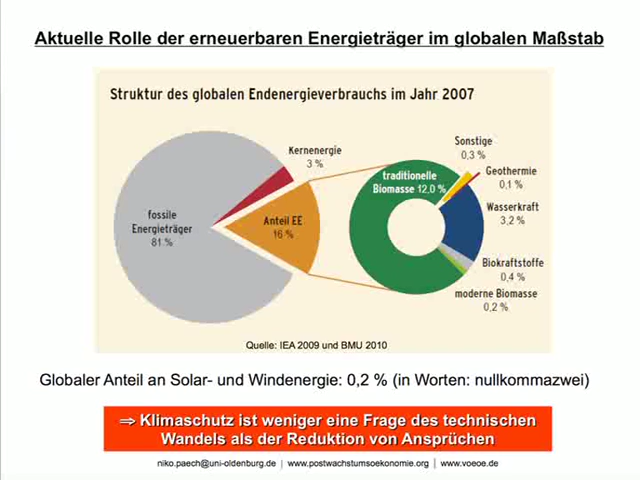 Aktuelle Rolle der erneuerbaren Energieträger im globalen Maßstab
Struktur des globalen Endenergieverbrauchs im Jahr 2007
Kernenergie
3 %
fossile
Energieträger
81 %
Anteil EE
16 %
traditionelle
Biomasse 12,0 %
Sonstige
0,3 %
Geothermie
0,1 %
Wasserkraft
3,2 %
Biokraftstoffe
0,4 %
moderne Biomasse
0,2 %
Quelle: IEA 2009 und BMU 2010
Globaler Anteil an Solar- und Windenergie: 0,2 % (in Worten: nullkommazwei)
⇒ Klimaschutz ist weniger eine Frage des technischen
Wandels als der Reduktion von Ansprüchen
niko.paech@uni-oldenburg.de | www.postwachstumsoekonomie.org | www.voeoe.de